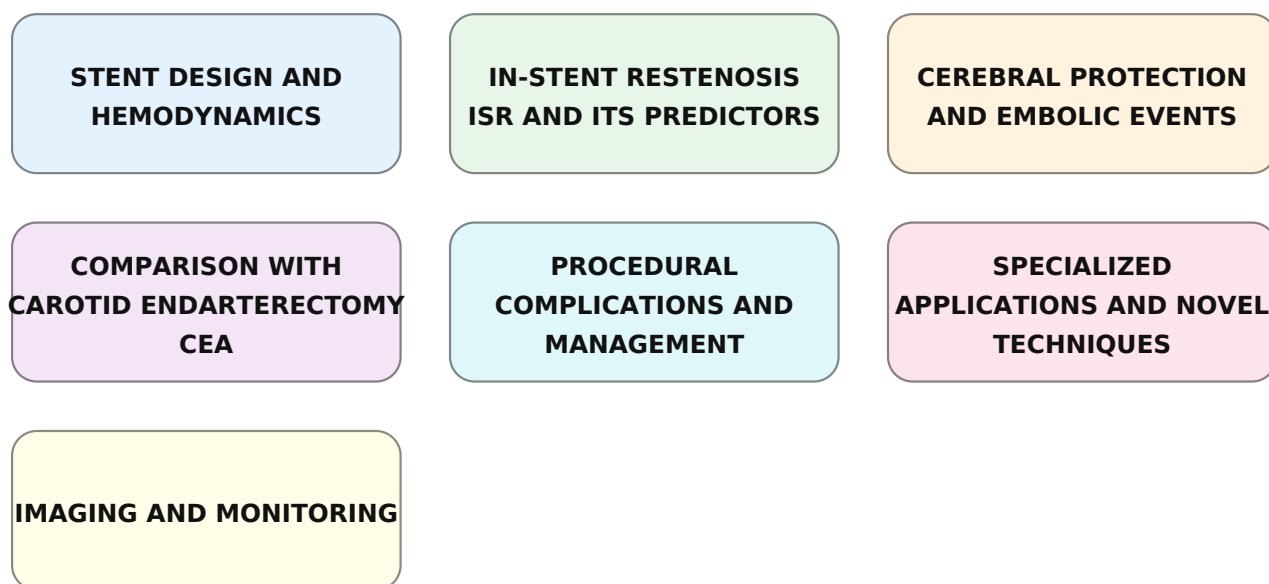 STENT DESIGN AND
HEMODYNAMICS
IN-STENT RESTENOSIS
ISR AND ITS PREDICTORS
CEREBRAL PROTECTION
AND EMBOLIC EVENTS
COMPARISON WITH
CAROTID ENDARTERECTOMY
CEA
PROCEDURAL
COMPLICATIONS AND
MANAGEMENT
SPECIALIZED
APPLICATIONS AND NOVEL
TECHNIQUES
IMAGING AND MONITORING